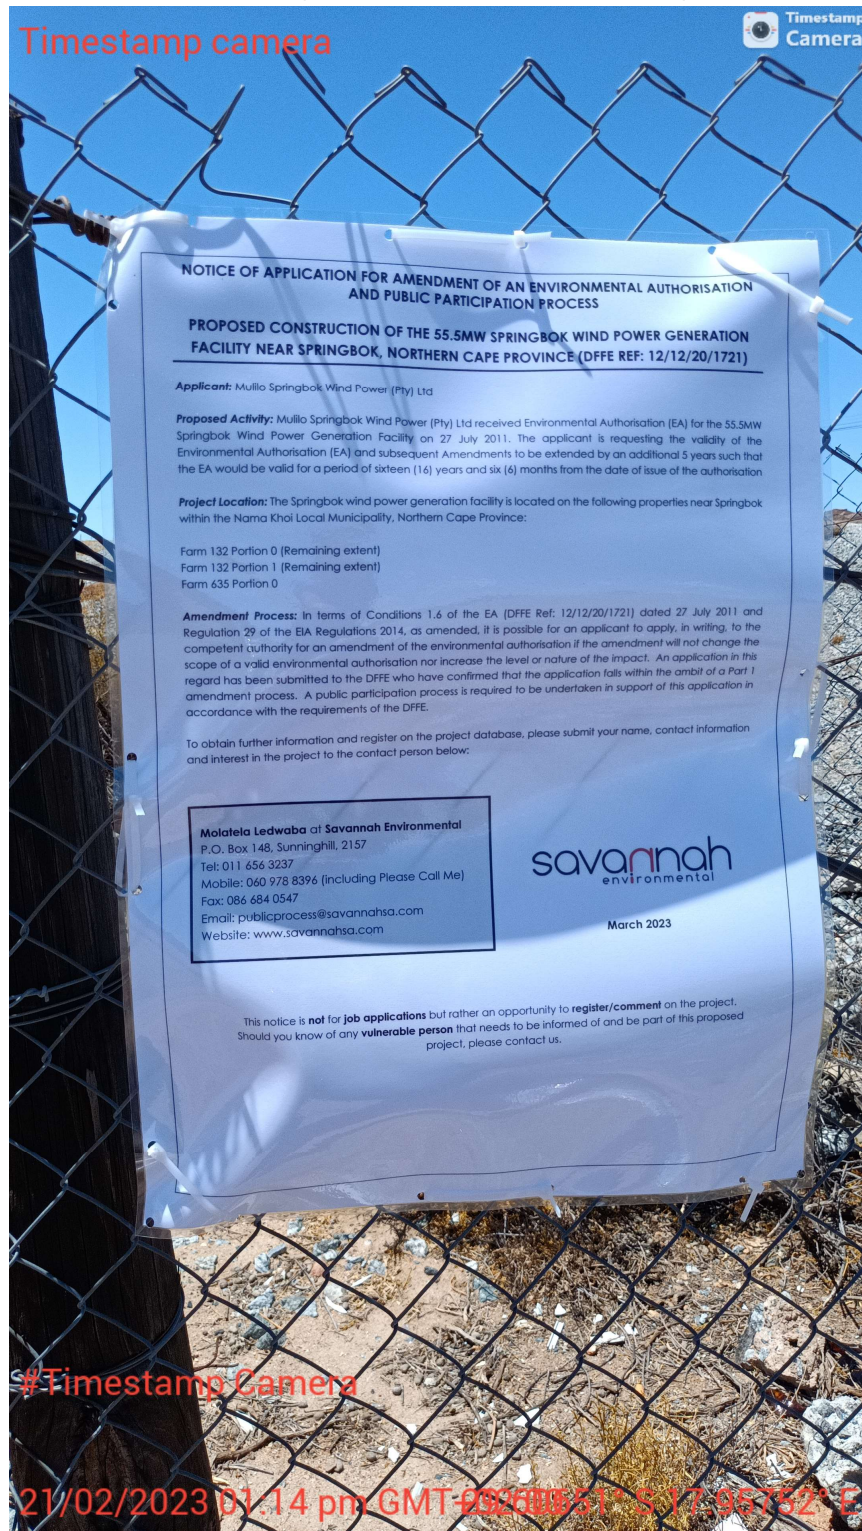 Timestamp camera
Timestamp
Camera
NOTICE OF APPLICATION FOR AMENDMENT OF AN ENVIRONMENTAL AUTHORISATION
AND PUBLIC PARTICIPATION PROCESS
PROPOSED CONSTRUCTION OF THE 55.5MW SPRINGBOK WIND POWER GENERATION
FACILITY NEAR SPRINGBOK, NORTHERN CAPE PROVINCE (DFFE REF: 12/12/20/1721)
Applicant: Mulilo Springbok Wind Power (Pty) Ltd
Proposed Activity: Mulilo Springbok Wind Power (Pty) Ltd received Environmental Authorisation (EA) for the 55.5MW
Springbok Wind Power Generation Facility on 27 July 2011. The applicant is requesting the validity of the
Environmental Authorisation (EA) and subsequent Amendments to be extended by an additional 5 years such that
the EA would be valid for a period of sixteen (16) years and six (6) months from the date of issue of the authorisation
Project Location: The Springbok wind power generation facility is located on the following properties near Springbok
within the Nama Khoi Local Municipality, Northern Cape Province:
Farm 132 Portion 0 (Remaining extent)
Farm 132 Portion 1 (Remaining extent)
Farm 635 Portion 0
Amendment Process: In terms of Conditions 1.6 of the EA (DFFE Ref: 12/12/20/1721) dated 27 July 2011 and
Regulation 29 of the EIA Regulations 2014, as amended, it is possible for an applicant to apply, in writing, to the
competent authority for an amendment of the environmental authorisation if the amendment will not change the
scope of a valid environmental authorisation nor increase the level or nature of the impact. An application in this
regard has been submitted to the DFFE who have confirmed that the application falls within the ambit of a Part 1
amendment process. A public participation process is required to be undertaken in support of this application in
accordance with the requirements of the DFFE.
To obtain further information and register on the project database, please submit your name, contact information
and interest in the project to the contact person below:
Molatela Ledwaba at Savannah Environmental
P.O. Box 148, Sunninghill, 2157
Tel: 011 656 3237
Mobile: 060 978 8396 (including Please Call Me)
Fax: 086 684 0547
Email: publicprocess@savannahsa.com
Website: www.savannahsa.com
savannah
environmental
March 2023
This notice is not for job applications but rather an opportunity to register/comment on the project.
Should you know of any vulnerable person that needs to be informed of and be part of this proposed
project, please contact us.
#Timestamp Camera
21/02/2023 01:14 pm S 17.95752° E